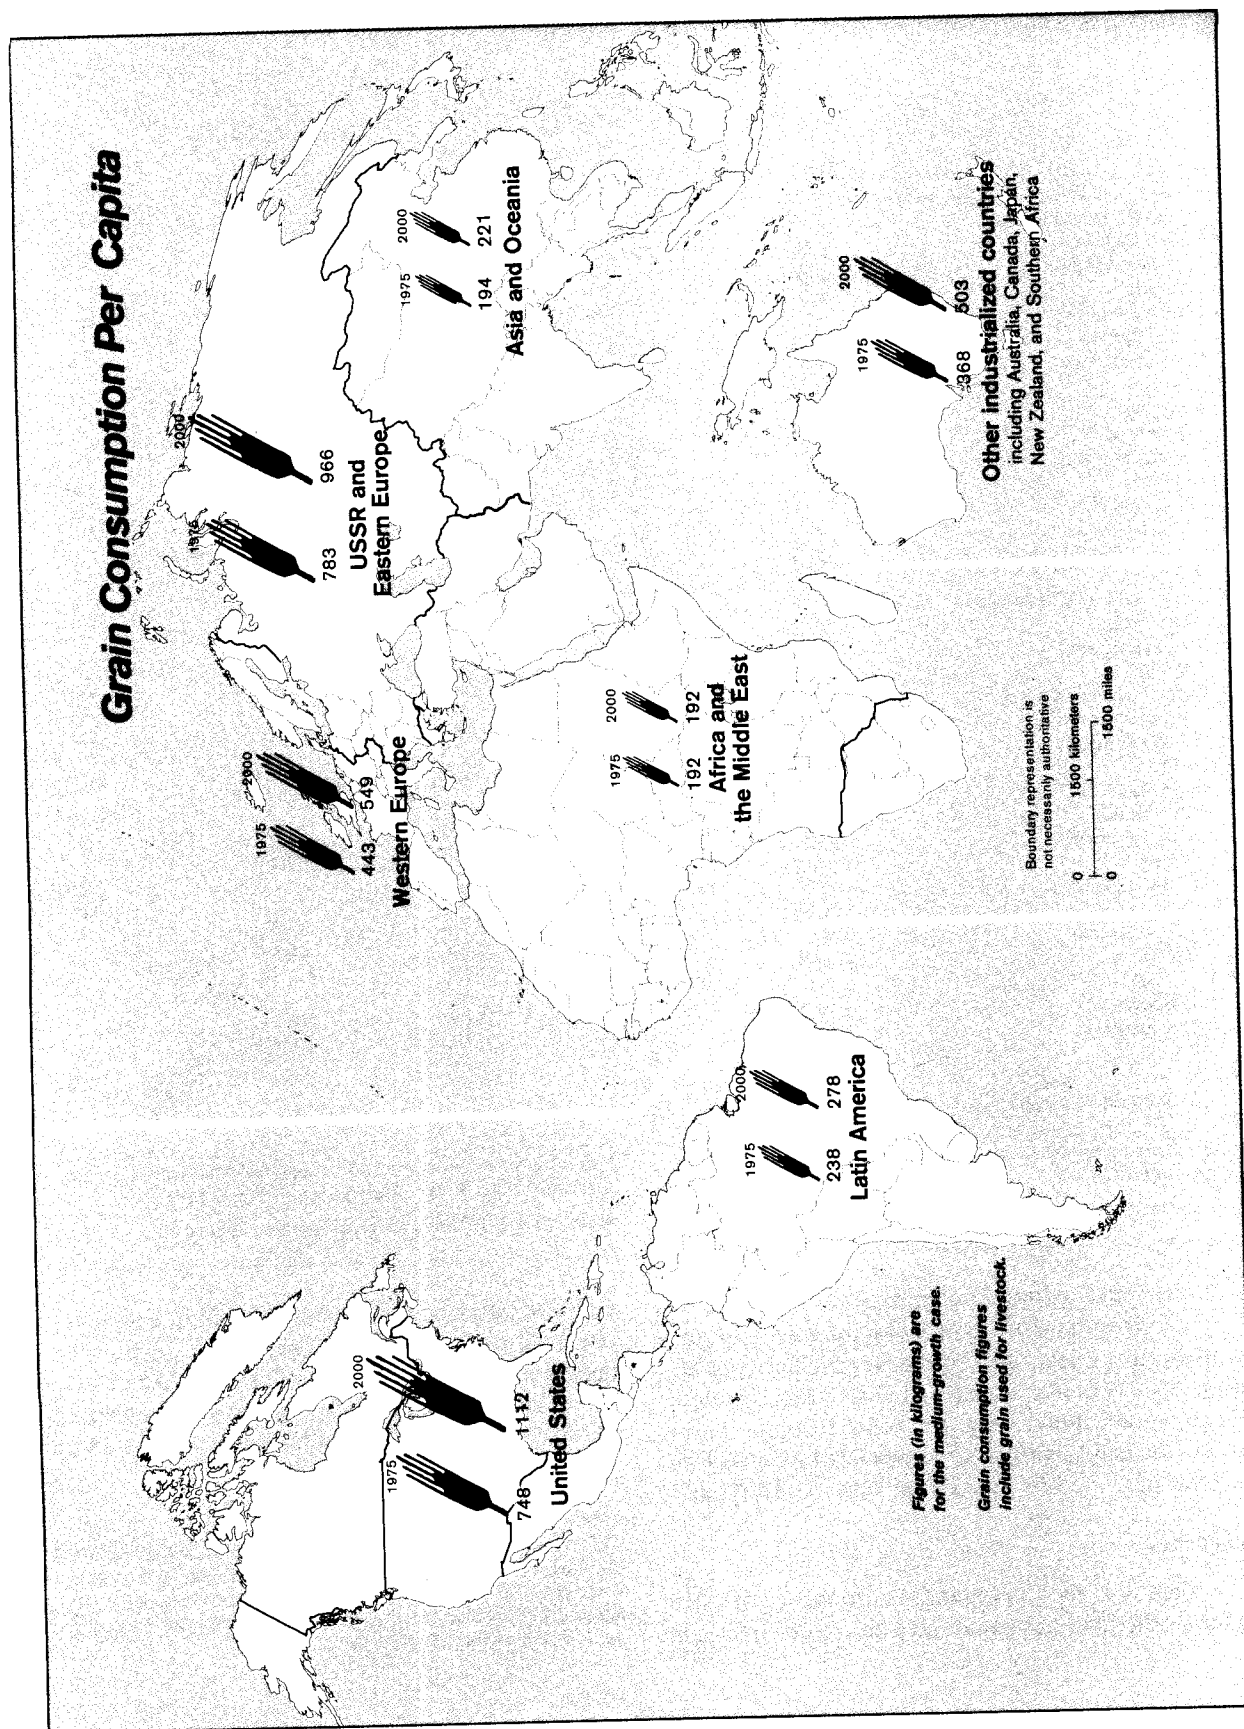 Grain Consumption Per Capita
1975
2000
748
1112
United States
1975
2000
443
549
Western Europe
1975
2000
783
966
USSR and
Eastern Europe
1975
2000
194
221
Asia and Oceania
1975
2000
192
192
Africa and
the Middle East
1975
2000
238
278
Latin America
1975
2000
368
503
Other industrialized countries
including Australia, Canada, Japan,
New Zealand, and Southern Africa
Figures (in kilograms) are
for the medium-growth case.
Grain consumption figures
include grain used for livestock.
Boundary representation is
not necessarily authoritative
0 1500 kilometers
0 1500 miles